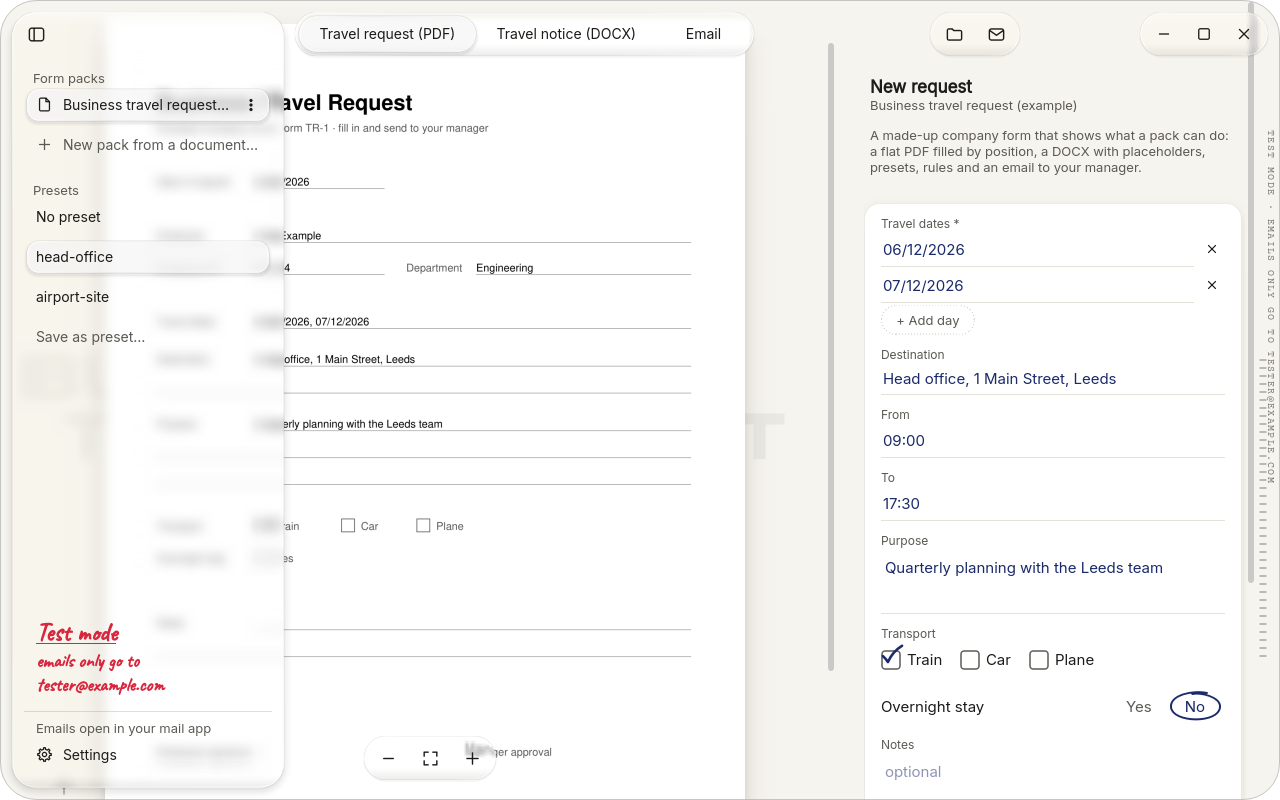 Form packs
Business travel request...
New pack from a document...
Presets
No preset
head-office
airport-site
Save as preset...
Test mode
emails only go to
tester@example.com
Emails open in your mail app
Settings
Travel request (PDF)
Travel notice (DOCX)
Email
Travel Request
form TR-1 · fill in and send to your manager
/2026
Example
4
Department Engineering
/2026, 07/12/2026
office, 1 Main Street, Leeds
planning with the Leeds team
Car
Plane
approval
New request
Business travel request (example)
A made-up company form that shows what a pack can do:
a flat PDF filled by position, a DOCX with placeholders,
presets, rules and an email to your manager.
Travel dates *
06/12/2026
07/12/2026
+ Add day
Destination
Head office, 1 Main Street, Leeds
From
09:00
To
17:30
Purpose
Quarterly planning with the Leeds team
Transport
Train
Car
Plane
Overnight stay
Yes
No
Notes
optional
TEST MODE · EMAILS ONLY GO TO TESTER@EXAMPLE.COM